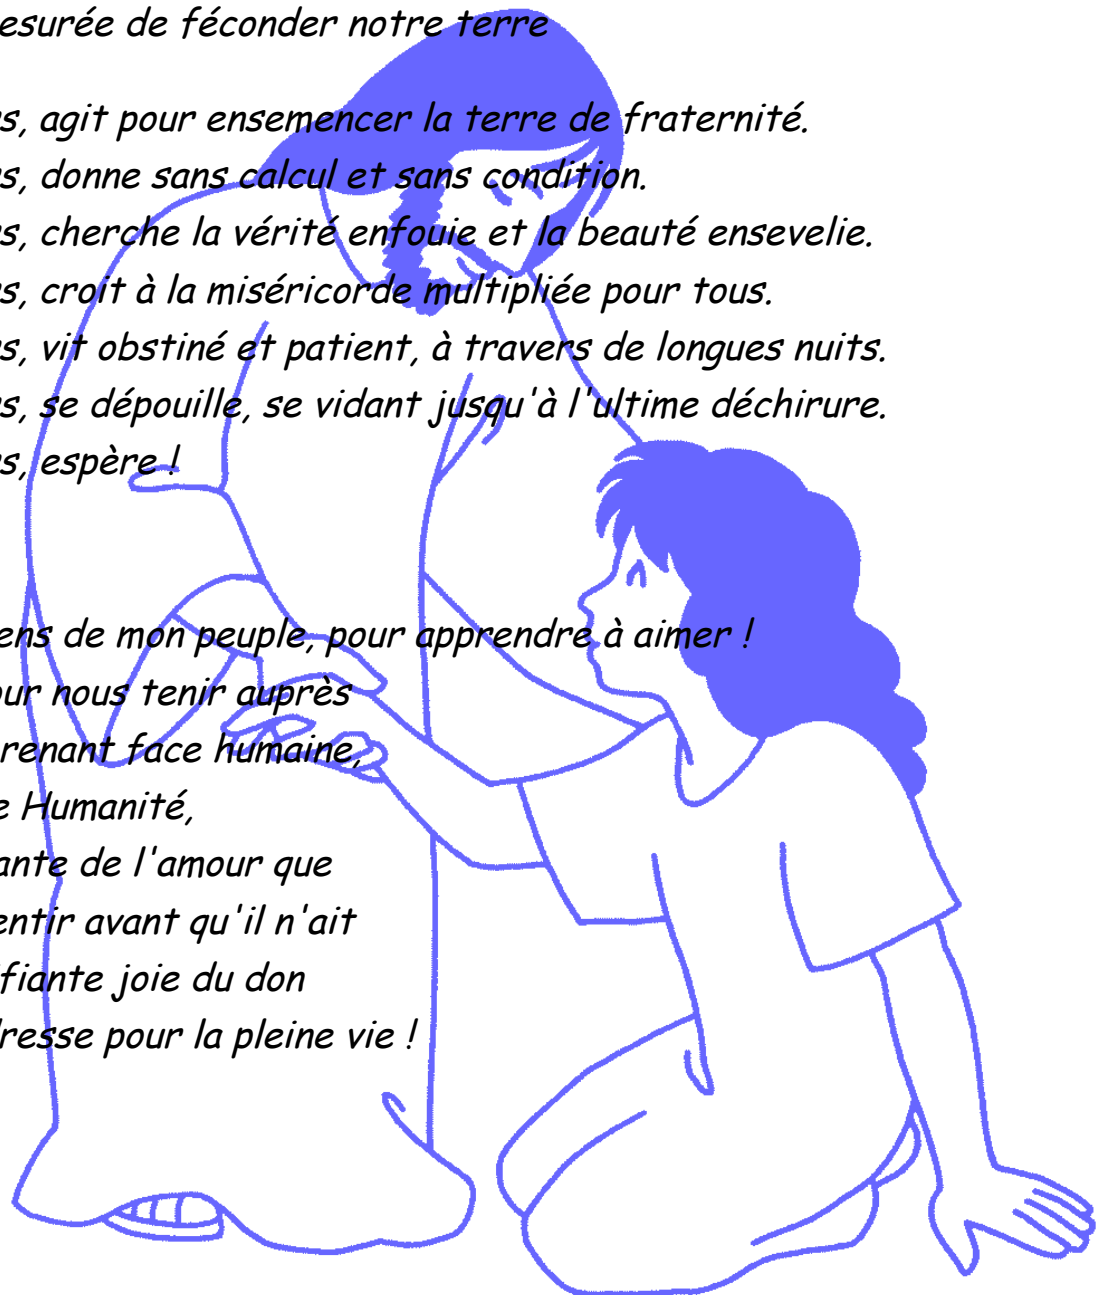 esurée de féconder notre terre
s, agit pour ensemencer la terre de fraternité.
s, donne sans calcul et sans condition.
s, cherche la vérité enfouie et la beauté ensevelie.
s, croit à la miséricorde multipliée pour tous.
s, vit obstiné et patient, à travers de longues nuits.
s, se dépouille, se vidant jusqu'à l'ultime déchirure.
s, espère !
ens de mon peuple, pour apprendre à aimer !
our nous tenir auprès
renant face humaine,
e Humanité,
ante de l'amour que
entir avant qu'il n'ait
ifiante joie du don
dresse pour la pleine vie !